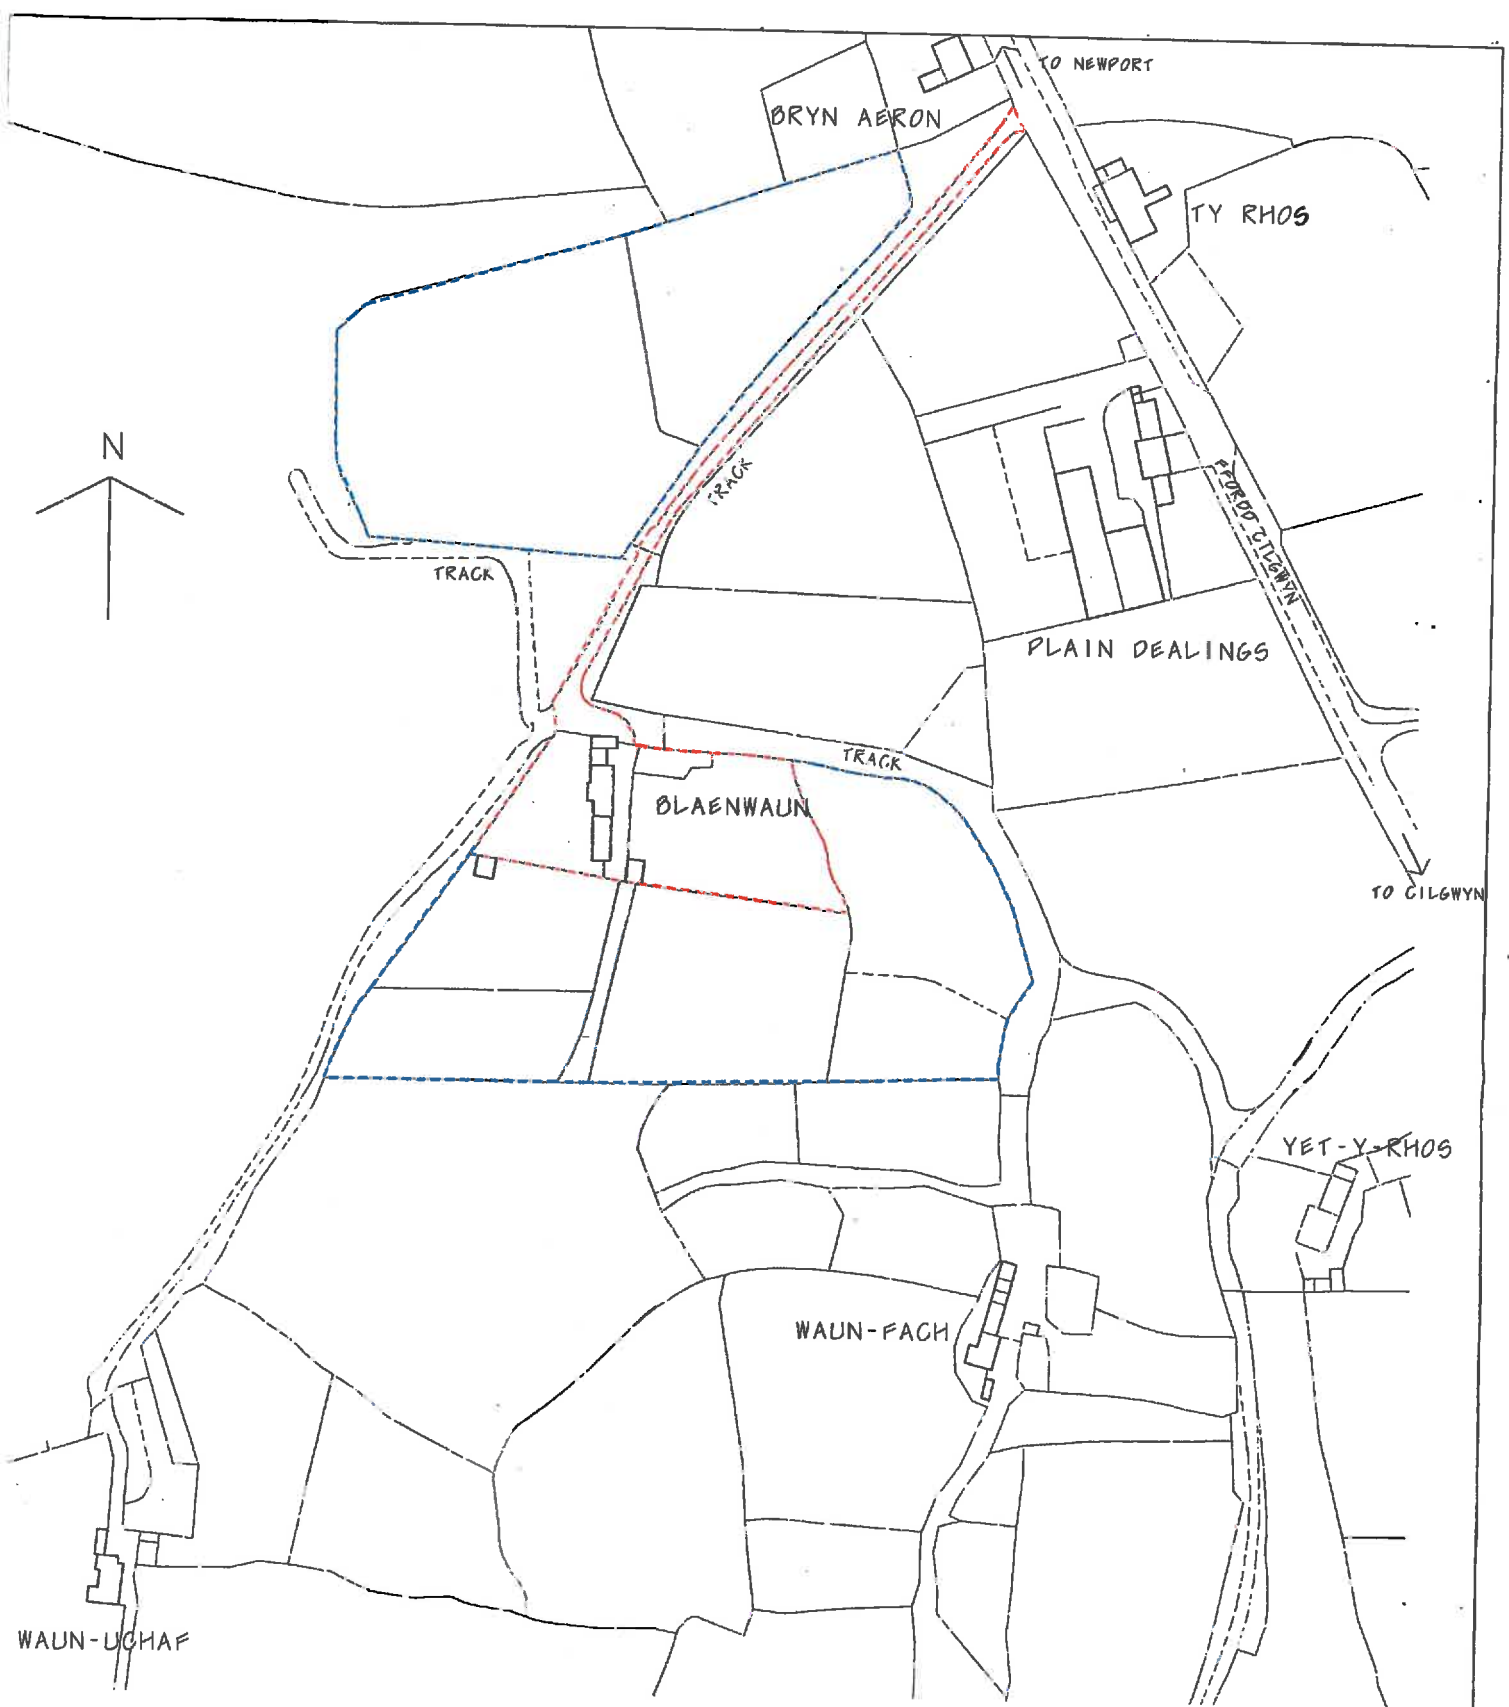 TO NEWPORT
BRYN AERON
TY RHOS
N
TRACK
FFORDD CILGWYN
TRACK
PLAIN DEALINGS
TRACK
BLAENWAUN
TO CILGWYN
YET-Y-RHOS
WAUN-FACH
WAUN-UCHAF